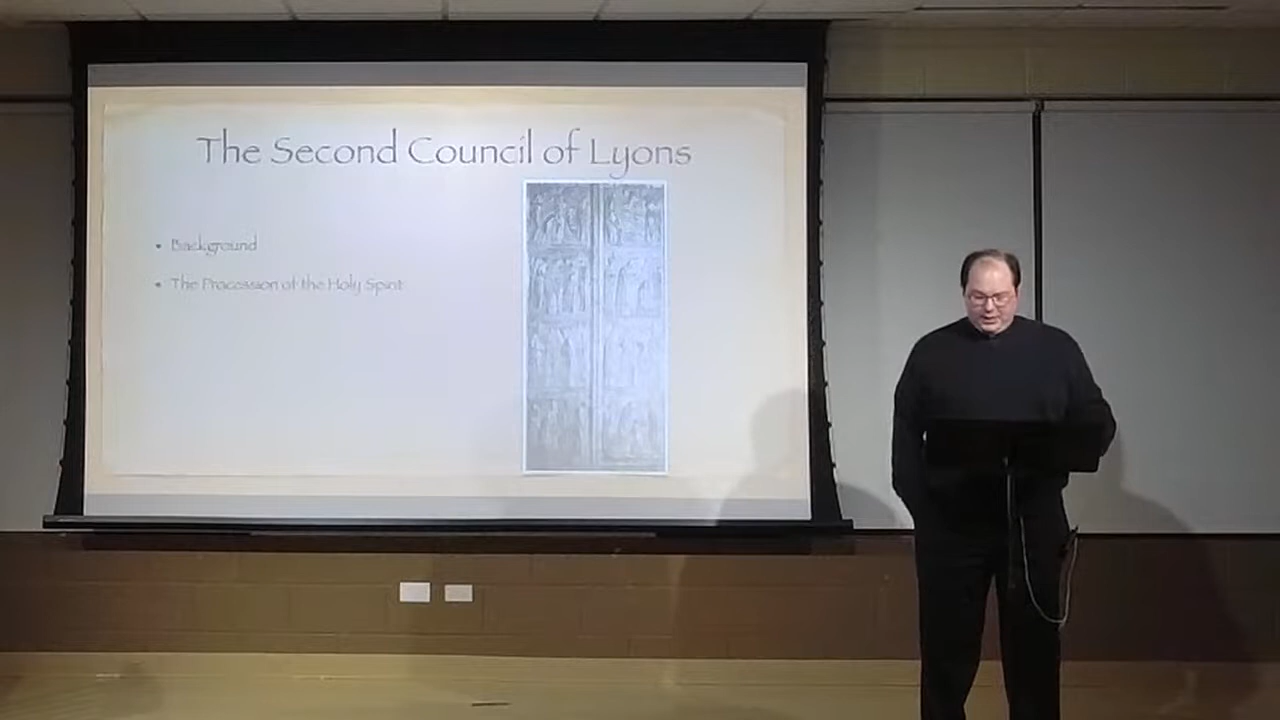 The Second Council of Lyons
• Background
• The Procession of the Holy Spirit